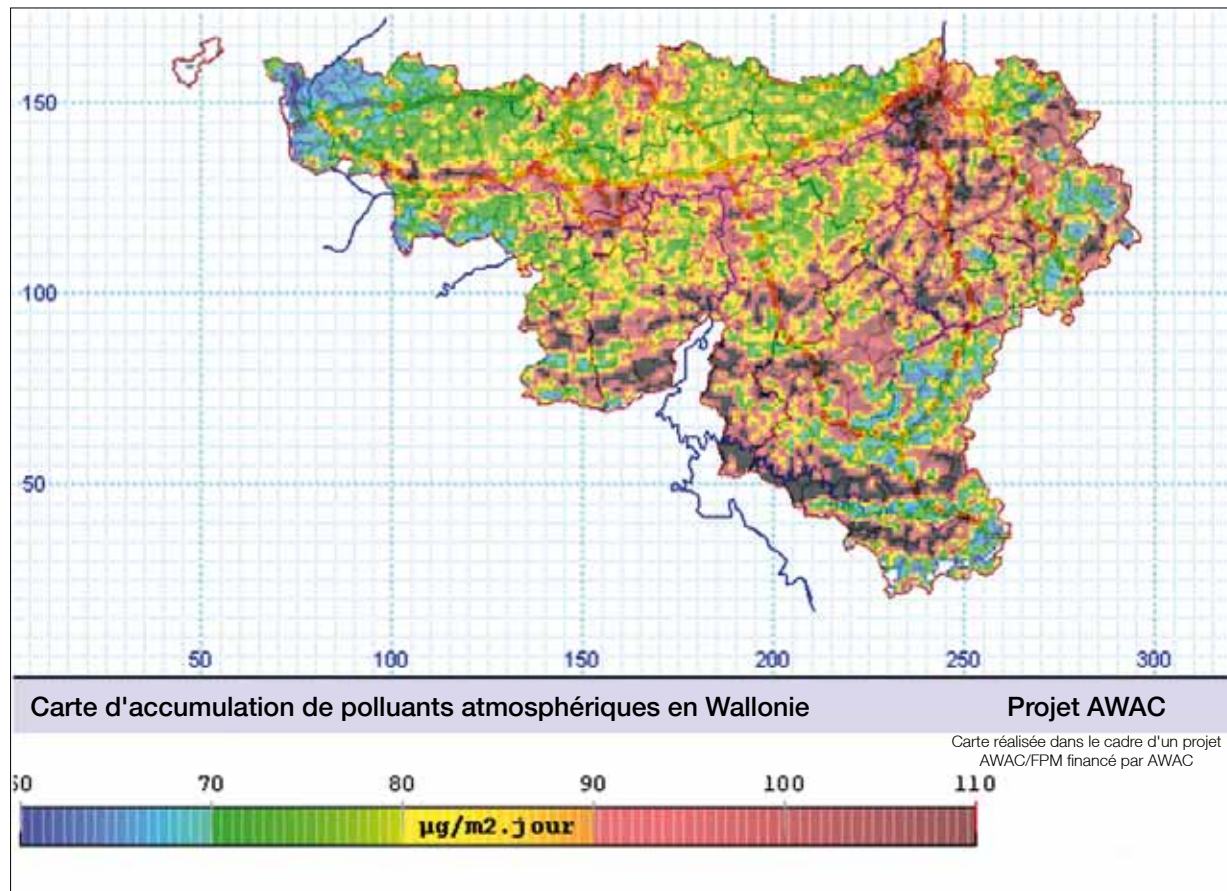 150
100
50
50 100 150 200 250 300
Carte d'accumulation de polluants atmosphériques en Wallonie Projet AWAC
Carte réalisée dans le cadre d'un projet
AWAC/FPM financé par AWAC
60 70 80 90 100 110
µg/m2.jour